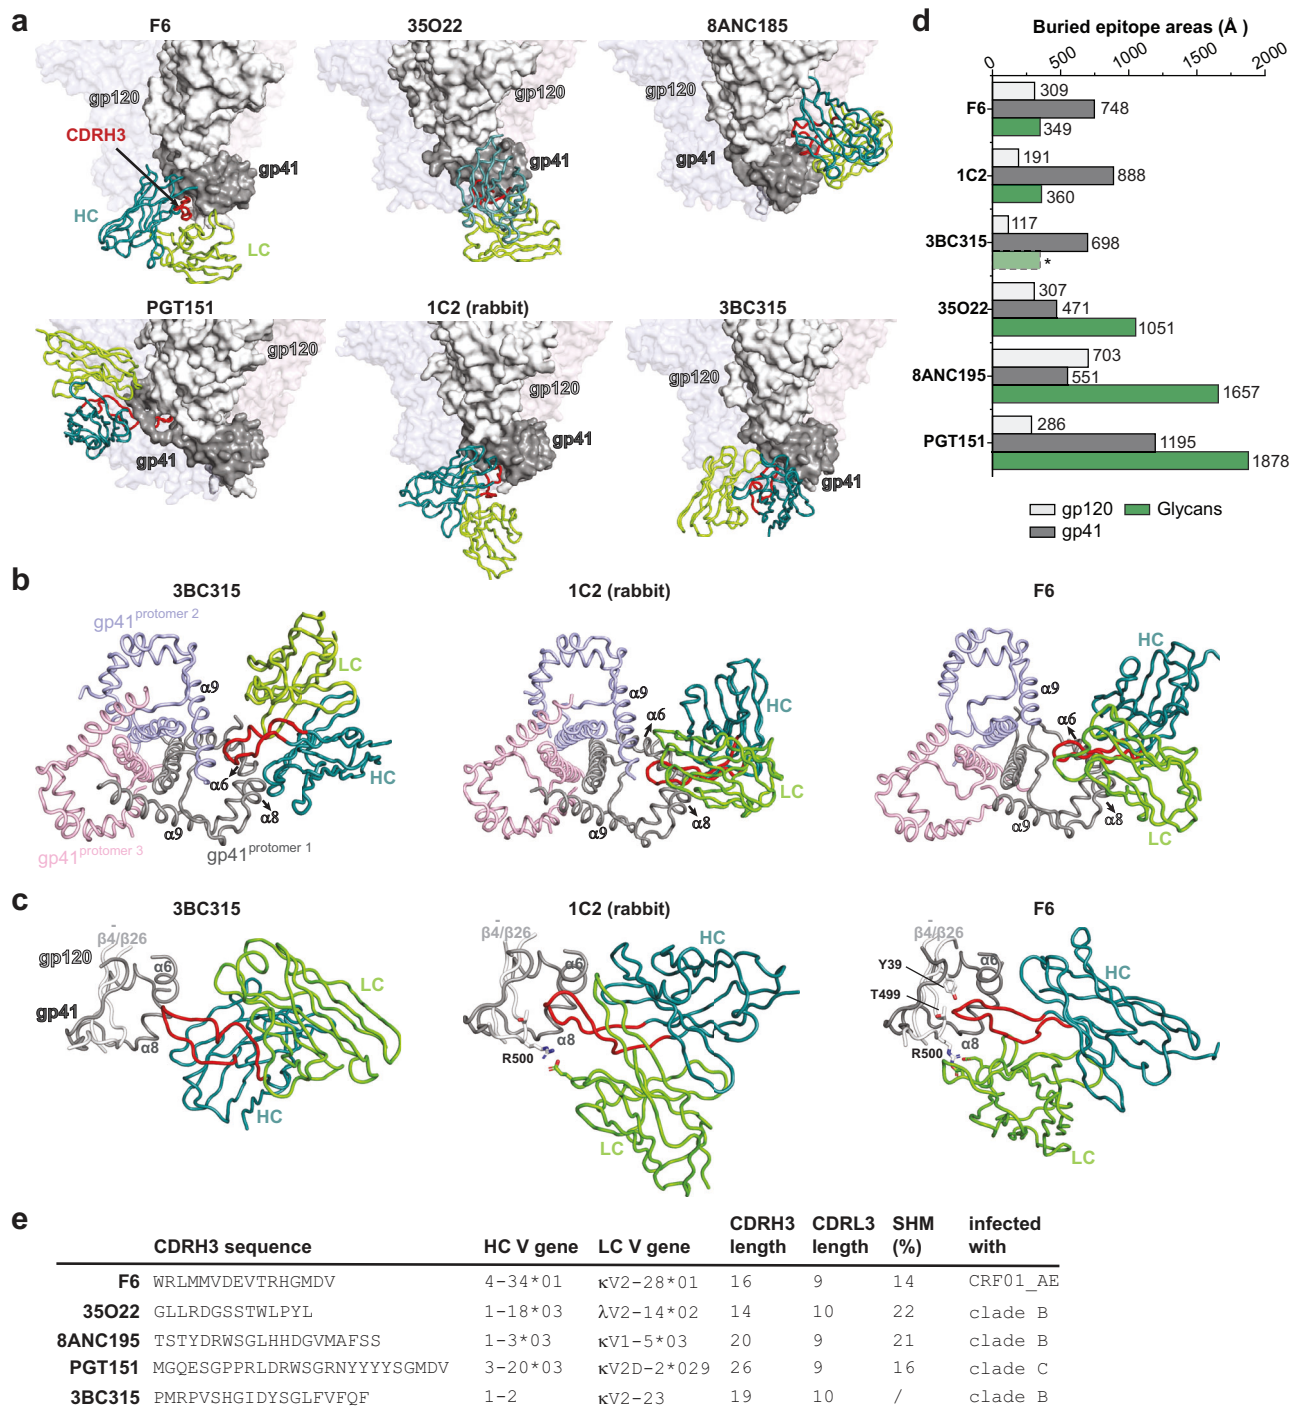 a
F6
gp120
CDRH3
gp41
HC
LC
35O22
gp120
gp41
8ANC185
gp120
gp41
PGT151
gp120
gp41
1C2 (rabbit)
gp120
gp41
3BC315
gp120
gp41
d
Buried epitope areas (Å )
0 500 1000 1500 2000
F6
309
748
349
1C2
191
888
360
3BC315
117
698
*
35O22
307
471
1051
8ANC195
703
551
1657
PGT151
286
1195
1878
gp120 Glycans
gp41
b
3BC315
gp41protomer 2
α9
LC
HC
α6
α8
α9
gp41protomer 3
gp41protomer 1
1C2 (rabbit)
α9
α6
HC
LC
α8
α9
F6
HC
α9
α6
α9
α8
LC
c
3BC315
β4/β26
gp120
α6
LC
gp41
α8
HC
1C2 (rabbit)
β4/β26
HC
α6
α8
R500
LC
F6
β4/β26
α6
Y39
HC
T499
α8
R500
LC
e
CDRH3 sequence HC V gene LC V gene CDRH3 length CDRL3 length SHM (%) infected with
F6 WRLMMVDEVTRHGMDV 4-34*01 κV2-28*01 16 9 14 CRF01_AE
35O22 GLLRDGSSTWLPYL 1-18*03 λV2-14*02 14 10 22 clade B
8ANC195 TSTYDRWSGLHHDGVMAFSS 1-3*03 κV1-5*03 20 9 21 clade B
PGT151 MGQESGPPRLDRWSGRNYYYYSGMDV 3-20*03 κV2D-2*029 26 9 16 clade C
3BC315 PMRPVSHGIDYSGLFVFQF 1-2 κV2-23 19 10 / clade B